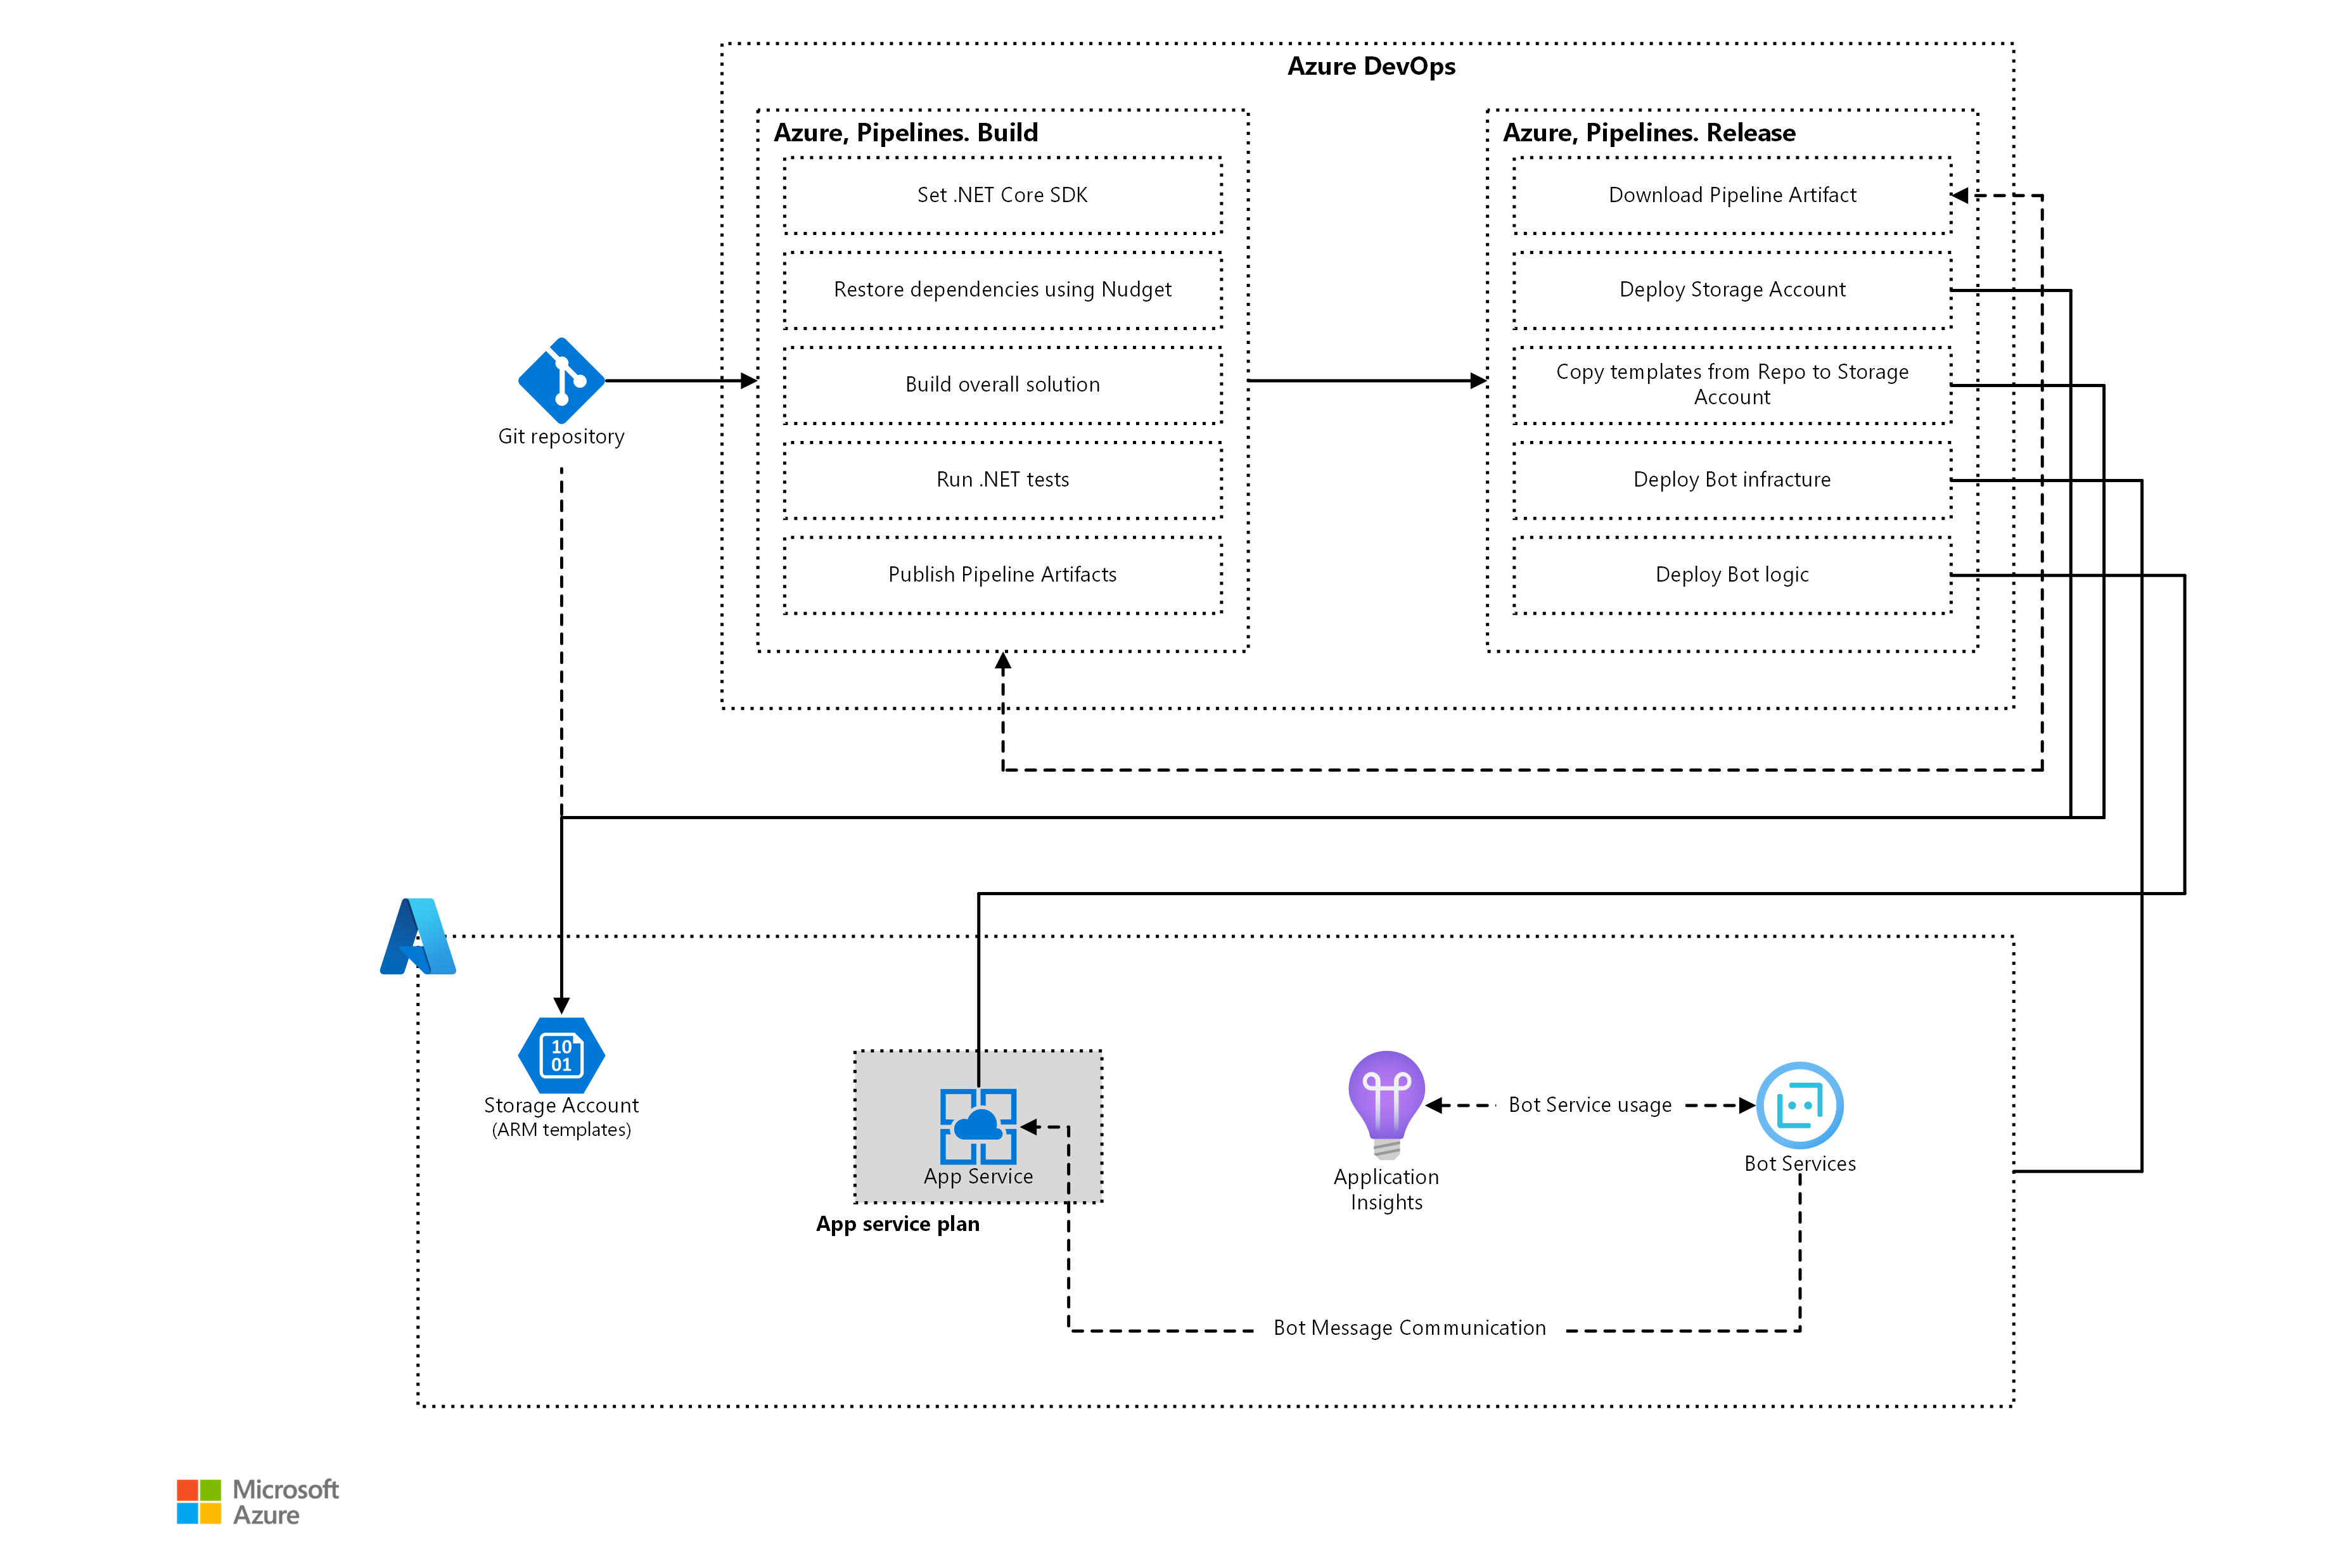 Azure DevOps
Azure, Pipelines. Build
Set .NET Core SDK
Restore dependencies using Nudget
Build overall solution
Run .NET tests
Publish Pipeline Artifacts
Azure, Pipelines. Release
Download Pipeline Artifact
Deploy Storage Account
Copy templates from Repo to Storage
Account
Deploy Bot infracture
Deploy Bot logic
Git repository
10
01
Storage Account
(ARM templates)
App Service
App service plan
Application
Insights
Bot Service usage
Bot Services
Bot Message Communication
Microsoft
Azure